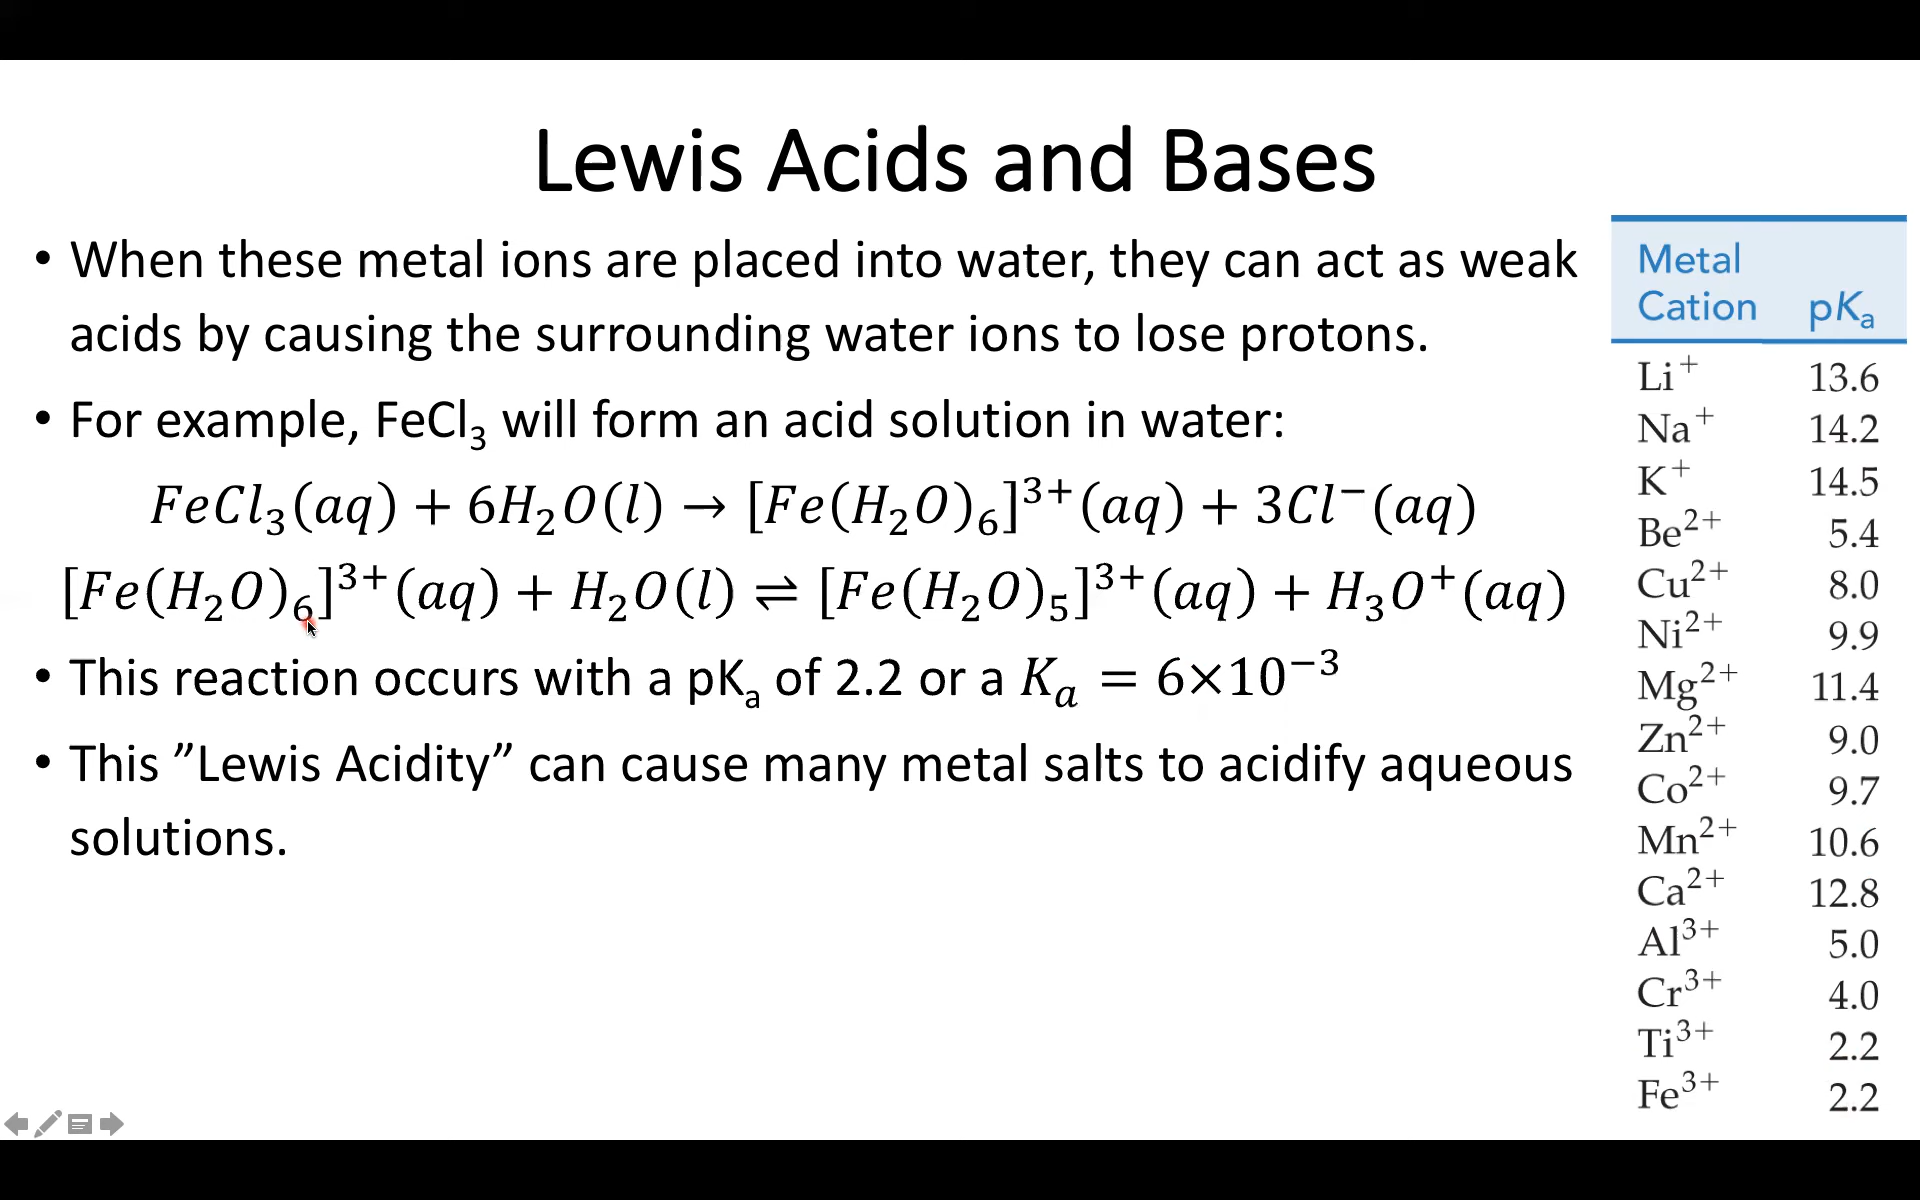 Lewis Acids and Bases
• When these metal ions are placed into water, they can act as weak
acids by causing the surrounding water ions to lose protons.
• For example, FeCl₃ will form an acid solution in water:
FeCl₃(aq) + 6H₂O(l) → [Fe(H₂O)₆]³⁺(aq) + 3Cl⁻(aq)
[Fe(H₂O)₆]³⁺(aq) + H₂O(l) ⇌ [Fe(H₂O)₅]³⁺(aq) + H₃O⁺(aq)
• This reaction occurs with a pKₐ of 2.2 or a Kₐ = 6×10⁻³
• This ”Lewis Acidity” can cause many metal salts to acidify aqueous
solutions.
Metal
Cation pKₐ
Li⁺ 13.6
Na⁺ 14.2
K⁺ 14.5
Be²⁺ 5.4
Cu²⁺ 8.0
Ni²⁺ 9.9
Mg²⁺ 11.4
Zn²⁺ 9.0
Co²⁺ 9.7
Mn²⁺ 10.6
Ca²⁺ 12.8
Al³⁺ 5.0
Cr³⁺ 4.0
Ti³⁺ 2.2
Fe³⁺ 2.2